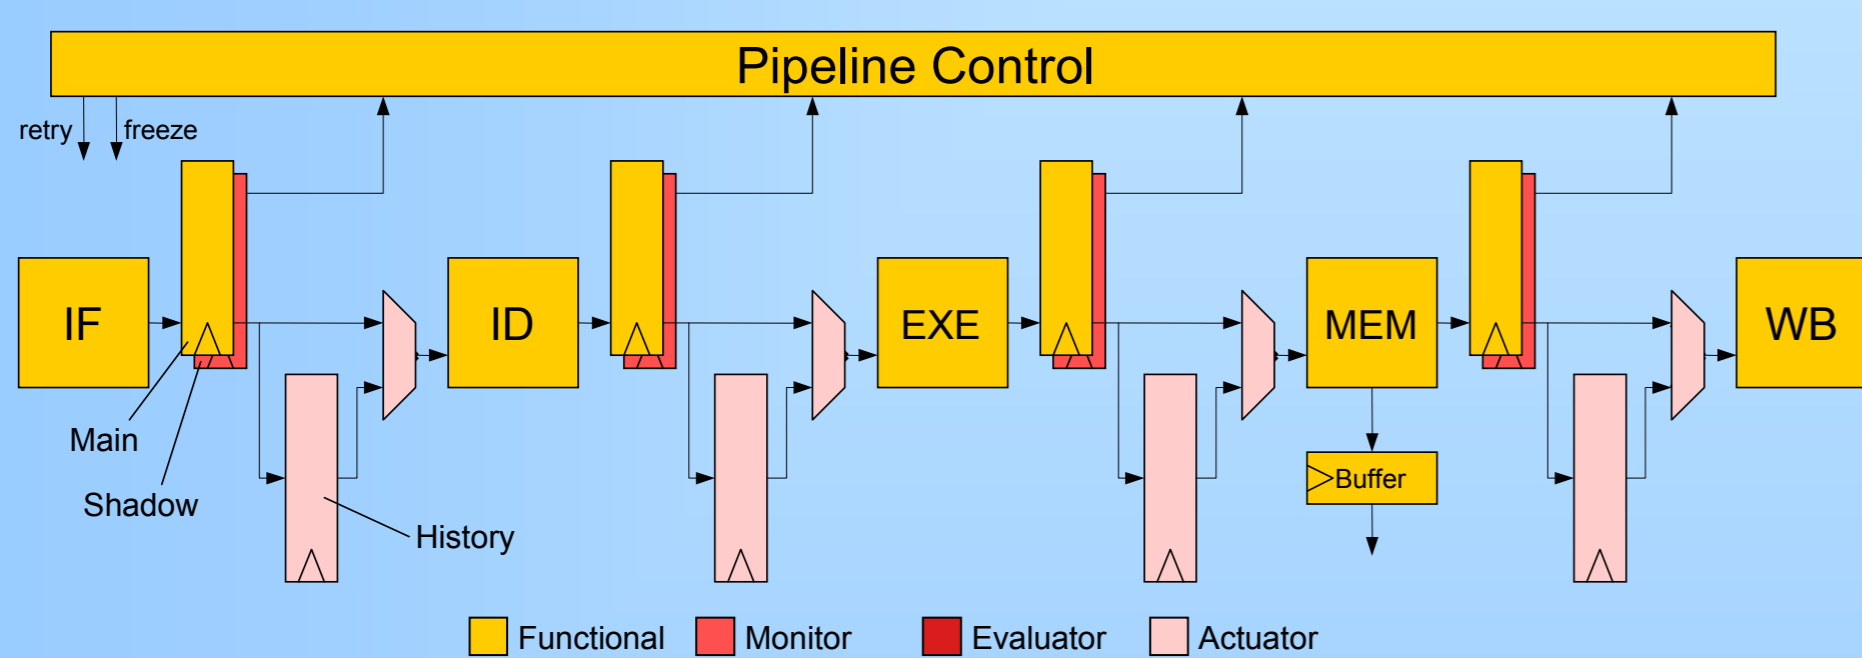 Pipeline Control
retry
freeze
IF
ID
EXE
MEM
WB
Main
Shadow
History
Buffer
Functional
Monitor
Evaluator
Actuator